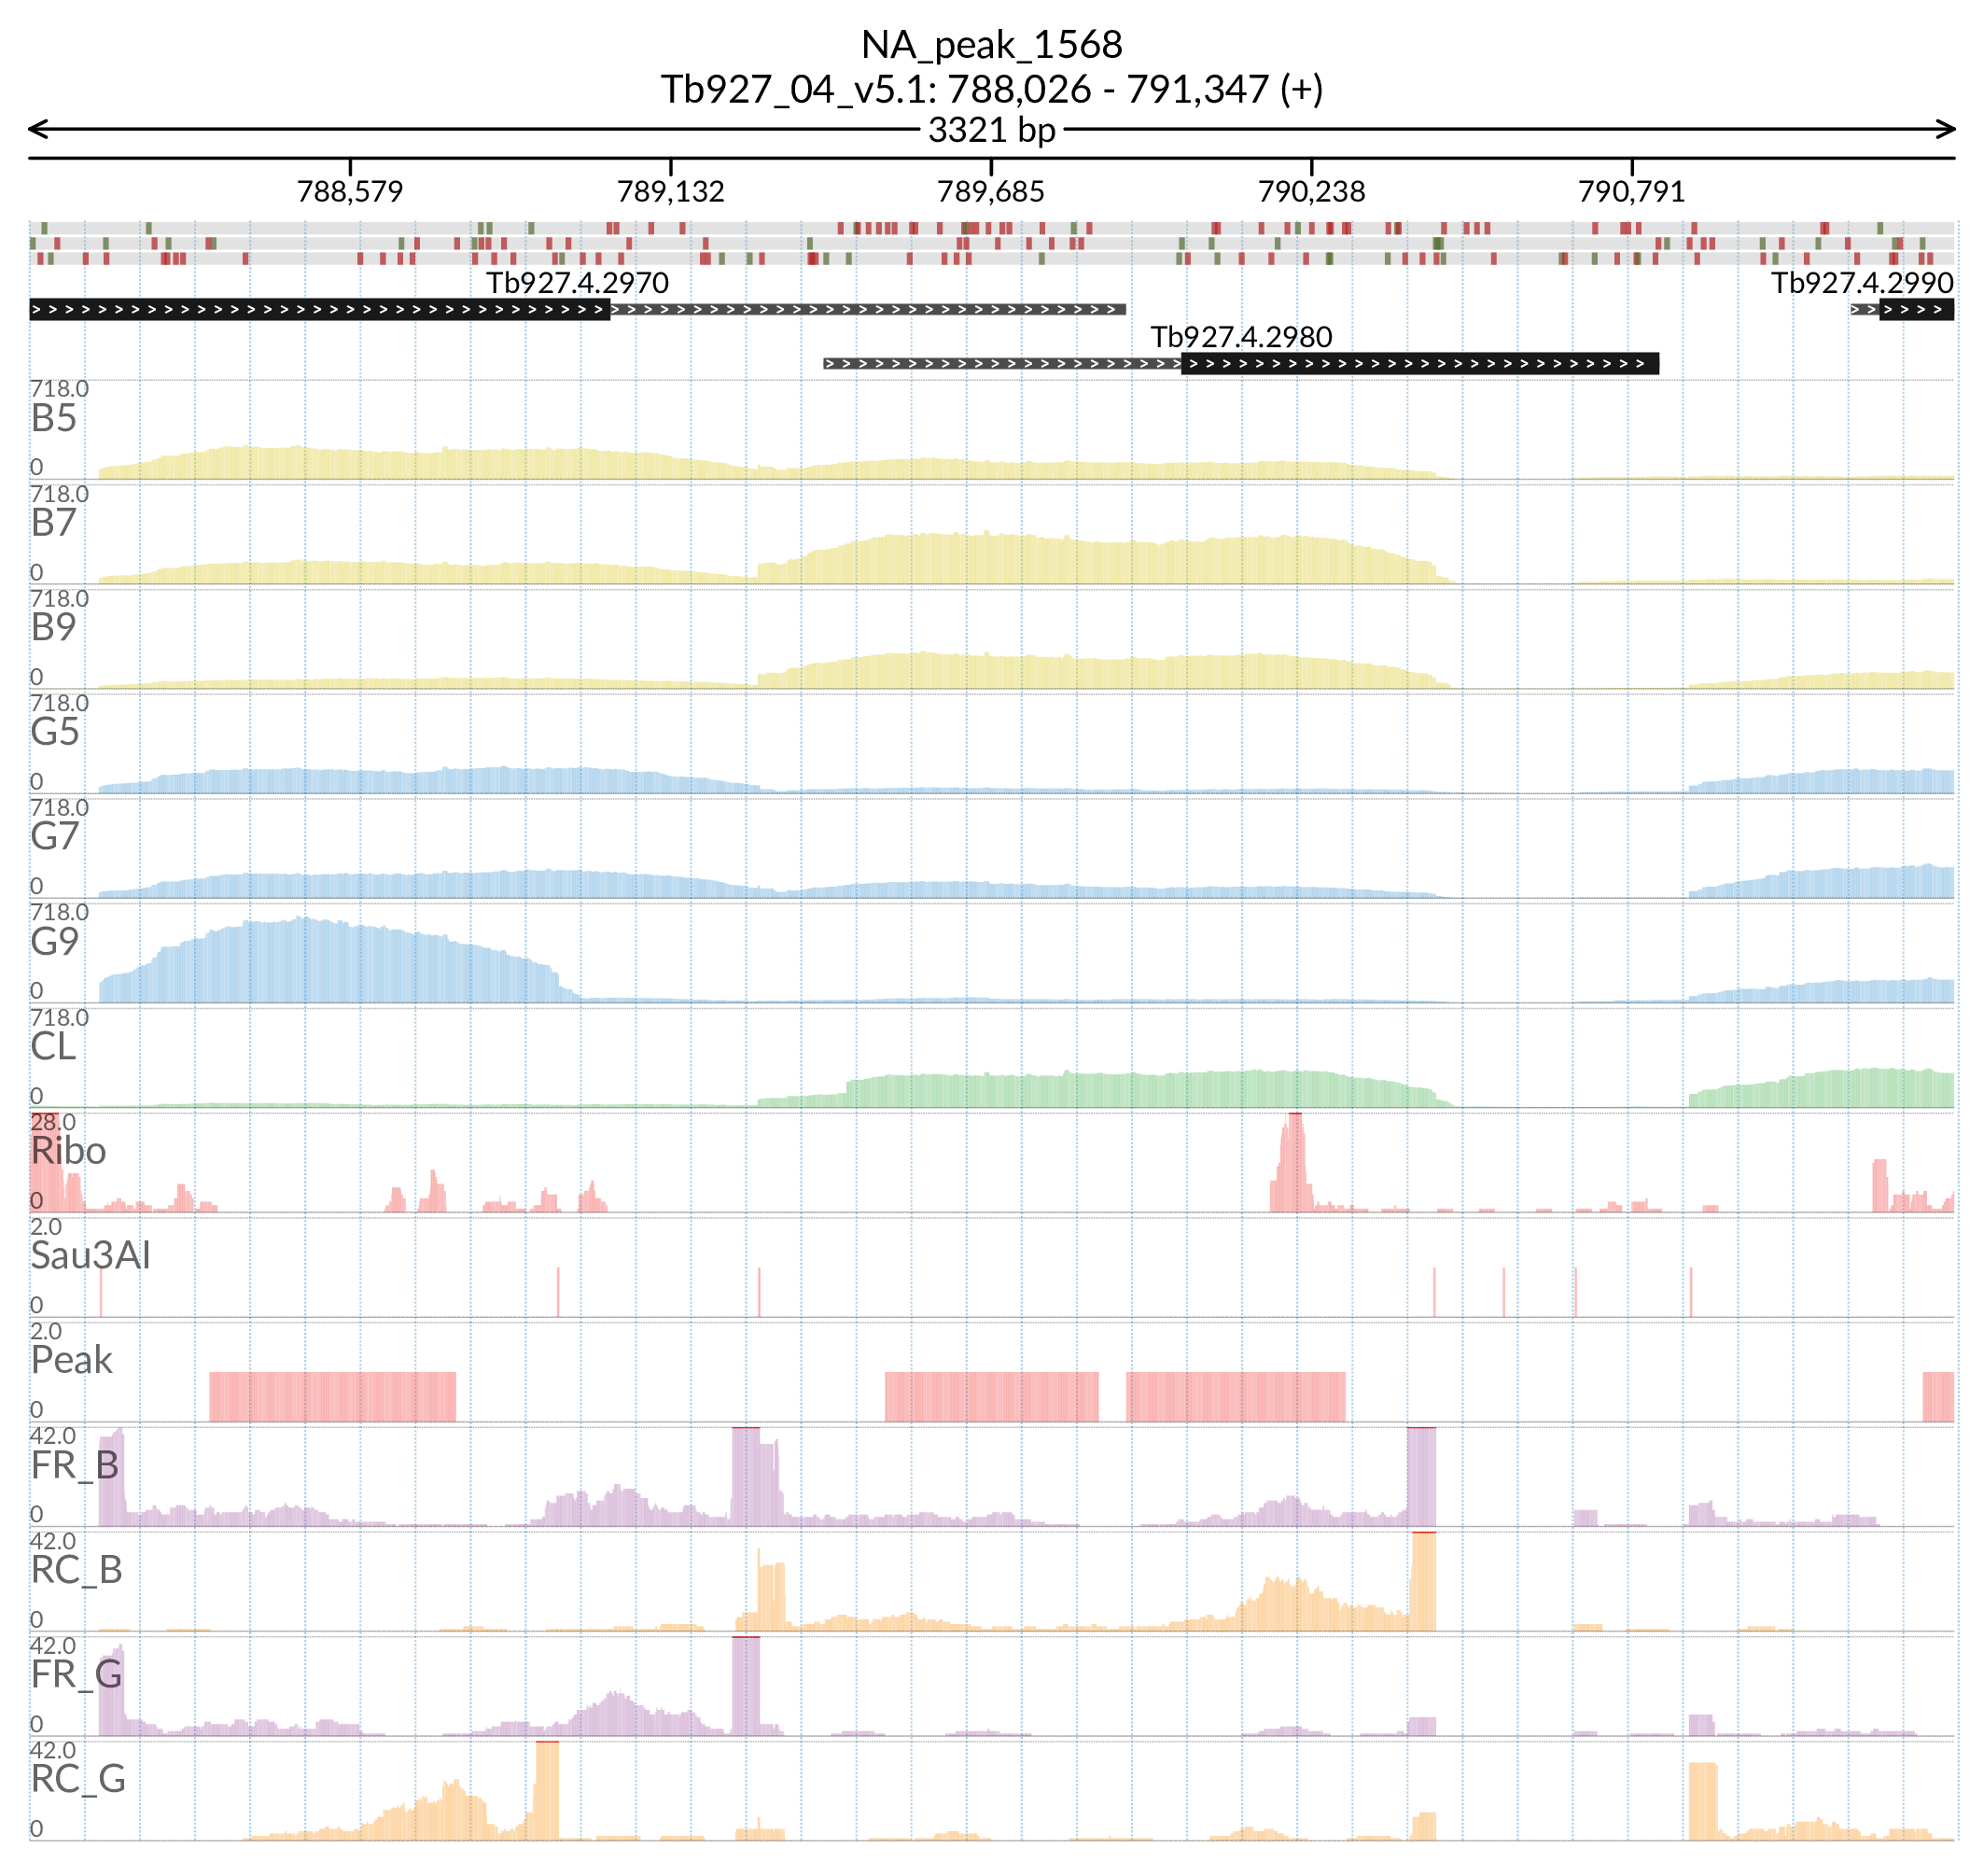 NA_peak_1568
Tb927_04_v5.1: 788,026 - 791,347 (+)
3321 bp
788,579 789,132 789,685 790,238 790,791
Tb927.4.2970 Tb927.4.2990
Tb927.4.2980
718.0
B5
0
718.0
B7
0
718.0
B9
0
718.0
G5
0
718.0
G7
0
718.0
G9
0
718.0
CL
0
28.0
Ribo
0
2.0
Sau3AI
0
2.0
Peak
0
42.0
FR_B
0
42.0
RC_B
0
42.0
FR_G
0
42.0
RC_G
0